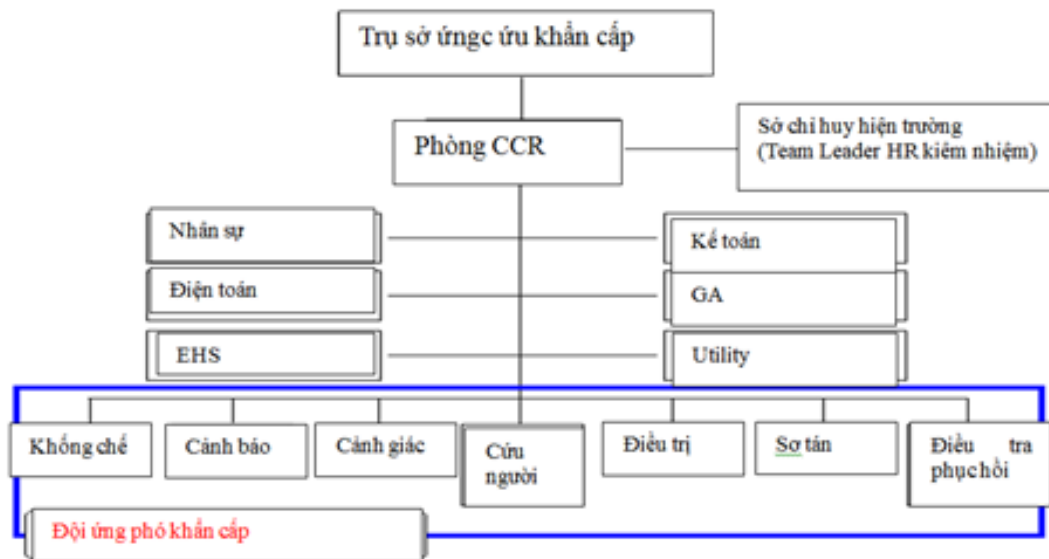 Trụ sở ứngc ứu khẩn cấp
Phòng CCR
Sở chỉ huy hiện trường
(Team Leader HR kiêm nhiệm)
Nhân sự
Kế toán
Điện toán
GA
EHS
Utility
Khống chế
Cảnh báo
Cảnh giác
Cứu
người
Điều trị
Sơ tán
Điều tra
phục hồi
Đội ứng phó khẩn cấp